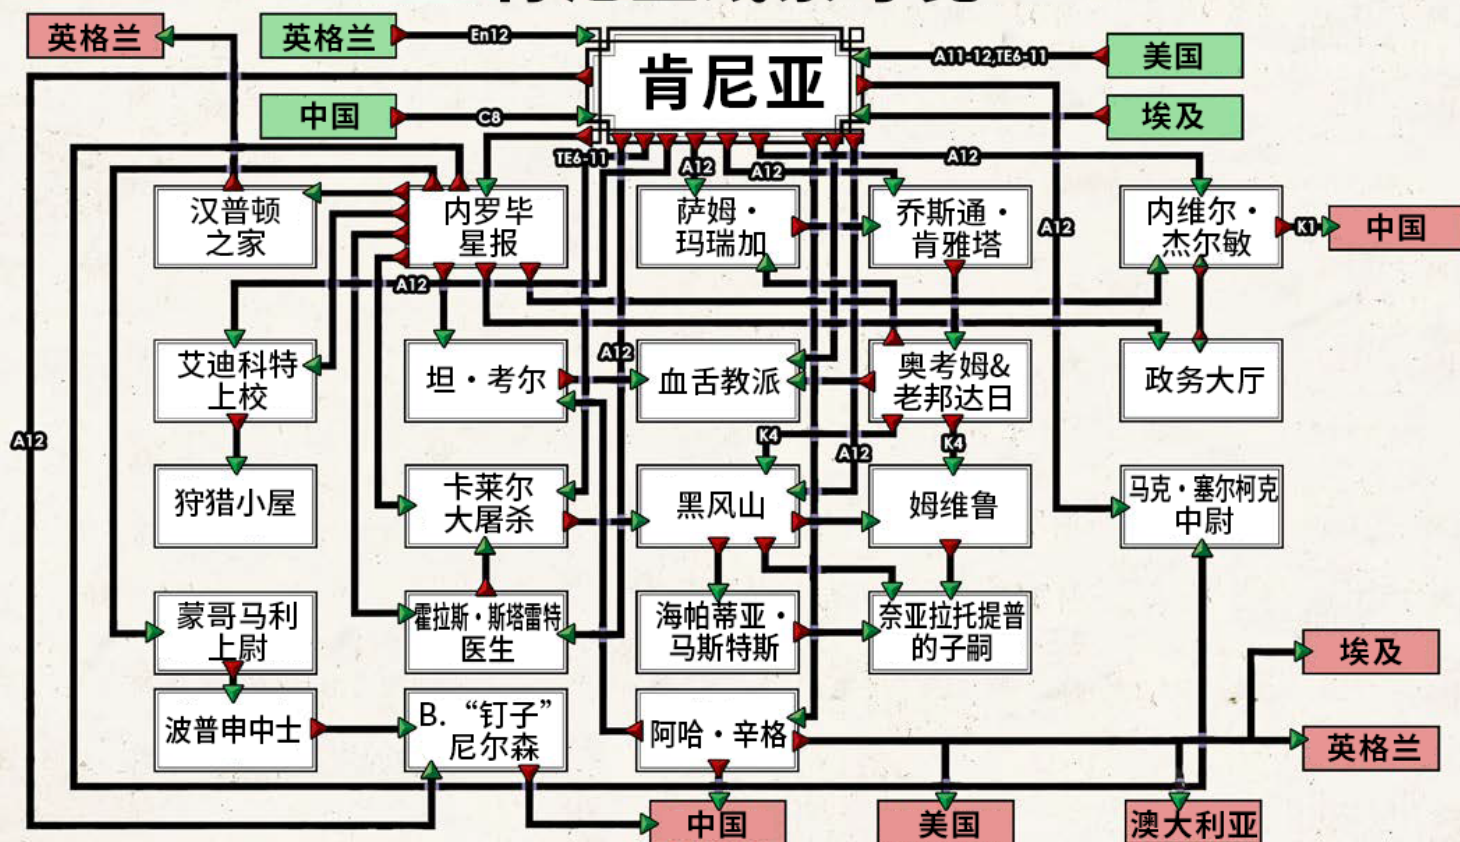 英格兰
英格兰
En12
肯尼亚
A11-12,TE6-11
美国
中国
C8
埃及
TE6-11
A12
A12
A12
汉普顿
之家
内罗毕
星报
萨姆·
玛瑞加
乔斯通·
肯雅塔
A12
内维尔·
杰尔敏
K1
中国
A12
艾迪科特
上校
坦·考尔
A12
血舌教派
奥考姆&
老邦达日
政务大厅
A12
K4
K4
A12
狩猎小屋
卡莱尔
大屠杀
黑风山
姆维鲁
马克·塞尔柯克
中尉
蒙哥马利
上尉
霍拉斯·斯塔雷特
医生
海帕蒂亚·
马斯特斯
奈亚拉托提普
的子嗣
埃及
波普申中士
B.“钉子”
尼尔森
阿哈·辛格
英格兰
中国
美国
澳大利亚